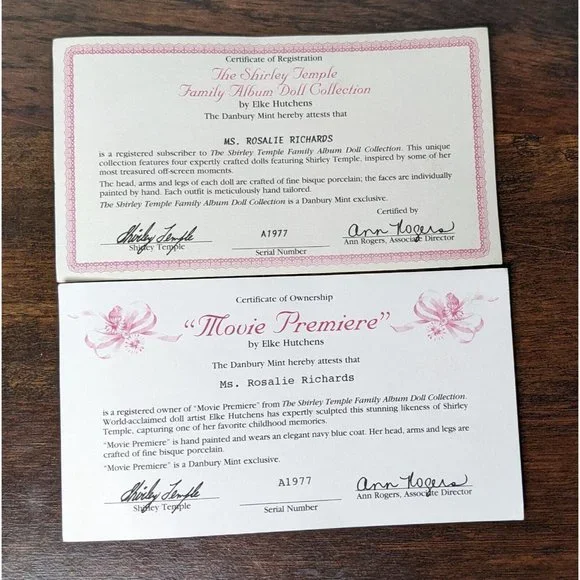 Certificate of Registration
The Shirley Temple
Family Album Doll Collection
by Elke Hutchens
The Danbury Mint hereby attests that
MS. ROSALIE RICHARDS
is a registered subscriber to The Shirley Temple Family Album Doll Collection. This unique
collection features four expertly crafted dolls featuring Shirley Temple, inspired by some of her
most treasured off-screen moments.
The head, arms and legs of each doll are crafted of fine bisque porcelain; the faces are individually
painted by hand. Each outfit is meticulously hand tailored.
The Shirley Temple Family Album Doll Collection is a Danbury Mint exclusive.
Certified by
Shirley Temple A1977 Ann Rogers
Shirley Temple Serial Number Ann Rogers, Associate Director
Certificate of Ownership
"Movie Premiere"
by Elke Hutchens
The Danbury Mint hereby attests that
Ms. Rosalie Richards
is a registered owner of "Movie Premiere" from The Shirley Temple Family Album Doll Collection.
World-acclaimed doll artist Elke Hutchens has expertly sculpted this stunning likeness of Shirley
Temple, capturing one of her favorite childhood memories.
"Movie Premiere" is hand painted and wears an elegant navy blue coat. Her head, arms and legs are
crafted of fine bisque porcelain.
"Movie Premiere" is a Danbury Mint exclusive.
Shirley Temple A1977 Ann Rogers
Shirley Temple Serial Number Ann Rogers, Associate Director